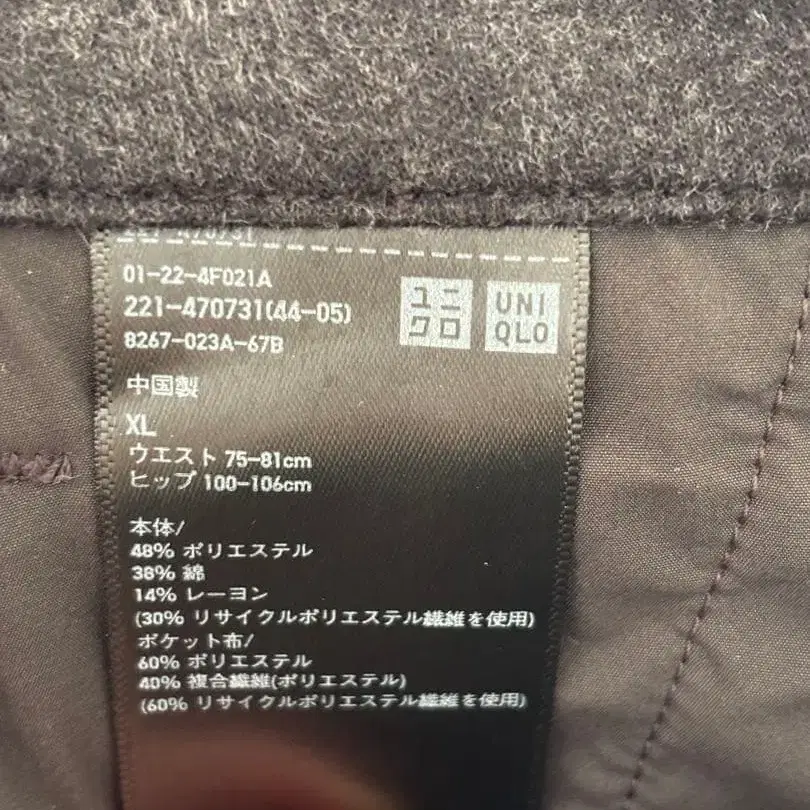 221-470731
01-22-4F021A
221-470731(44-05)
8267-023A-67B
ユニ
クロ
UNI
QLO
中国製
XL
ウエスト 75-81cm
ヒップ 100-106cm
本体/
48% ポリエステル
38% 綿
14% レーヨン
(30% リサイクルポリエステル繊維を使用)
ポケット布/
60% ポリエステル
40% 複合繊維(ポリエステル)
(60% リサイクルポリエステル繊維を使用)